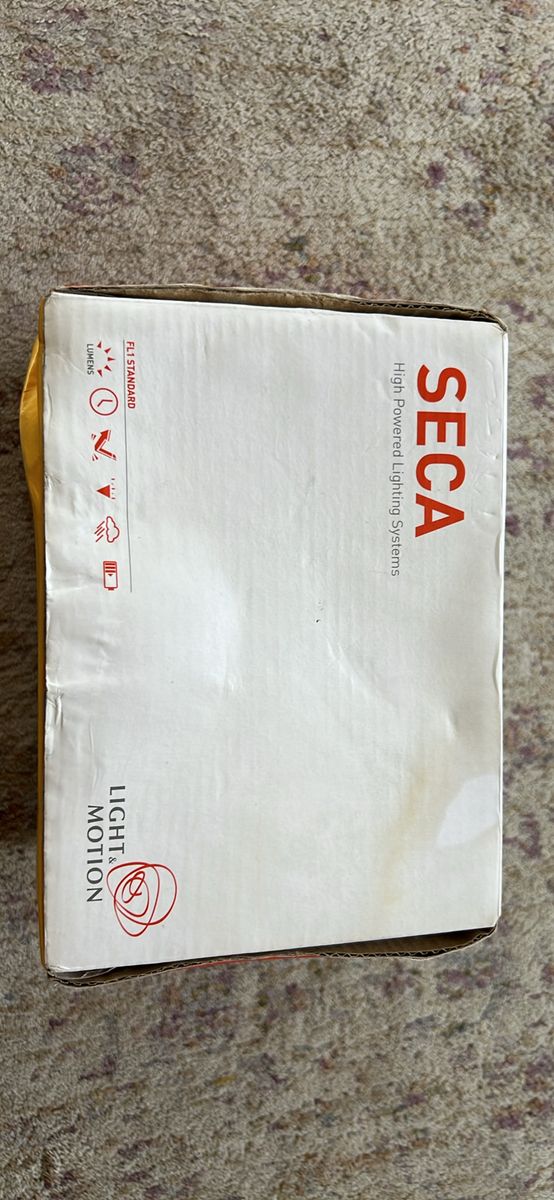 SECA
High Powered Lighting Systems
FL1 STANDARD
LUMENS
LIGHT &
MOTION